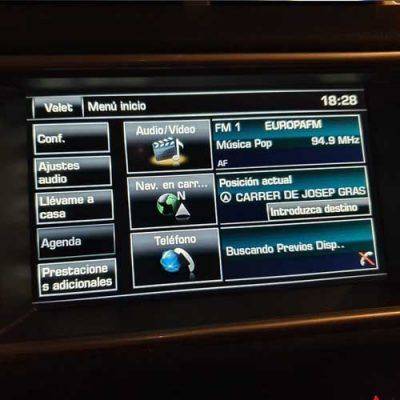 Valet
Menú inicio
18:28
Conf.
Ajustes
audio
Llévame a
casa
Agenda
Prestacione
s adicionales
Audio/Vídeo
Nav. en carr...
N
Teléfono
FM 1 EUROPAFM
Música Pop 94.9 MHz
AF
Posición actual
CARRER DE JOSEP GRAS
Introduzca destino
Buscando Previos Disp..